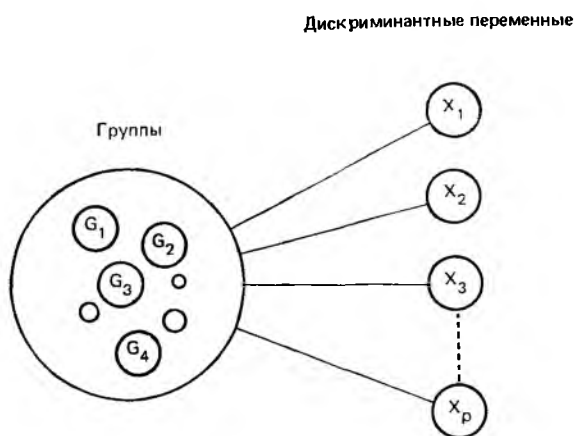 Дискриминантные переменные
Группы
X₁
X₂
X₃
Xₚ
G₁
G₂
G₃
G₄